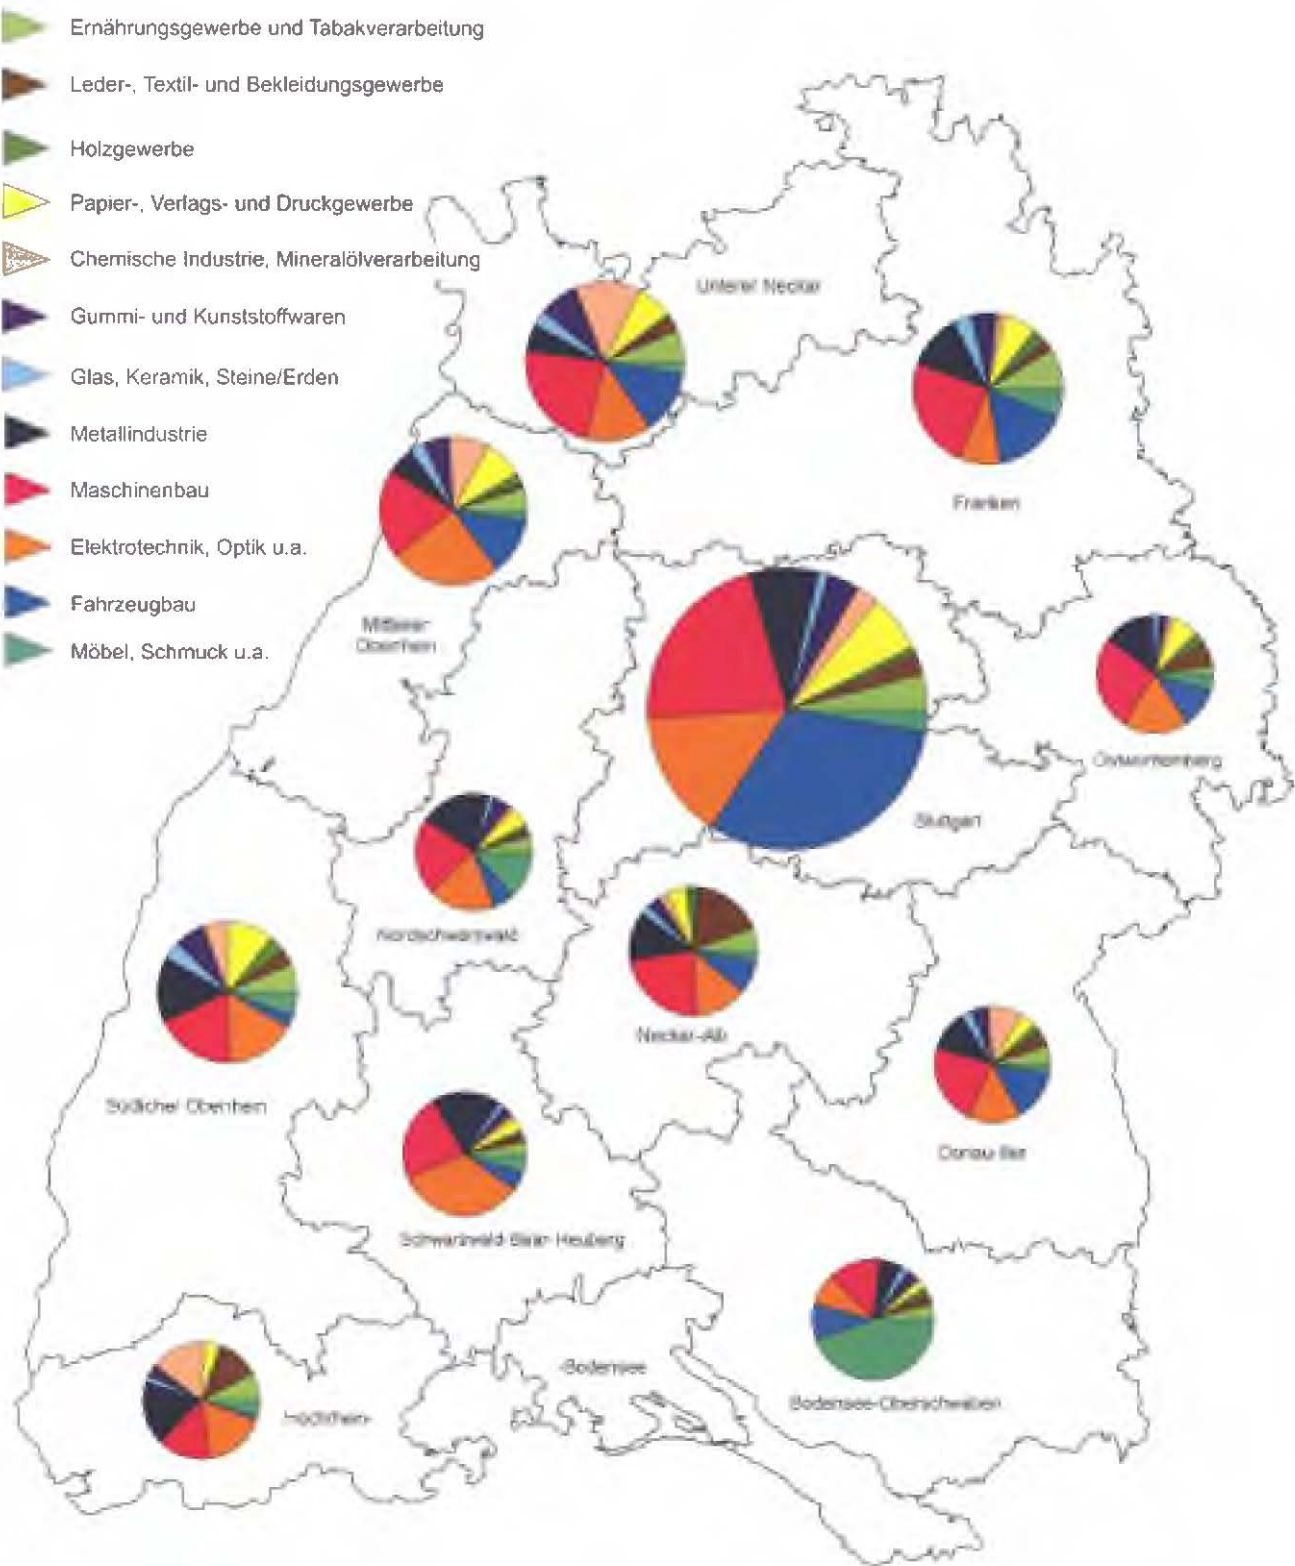 Ernährungsgewerbe und Tabakverarbeitung
Leder-, Textil- und Bekleidungsgewerbe
Holzgewerbe
Papier-, Verlags- und Druckgewerbe
Chemische Industrie, Mineralölverarbeitung
Gummi- und Kunststoffwaren
Glas, Keramik, Steine/Erden
Metallindustrie
Maschinenbau
Elektrotechnik, Optik u.a.
Fahrzeugbau
Möbel, Schmuck u.a.
Unterer Neckar
Franken
Mittlerer
Oberrhein
Ostwürttemberg
Stuttgart
Nordschwarzwald
Neckar-Alb
Südlicher Oberrhein
Donau-Iller
Schwarzwald-Baar-Heuberg
-Bodensee
Bodensee-Oberschwaben
Hochrhein-